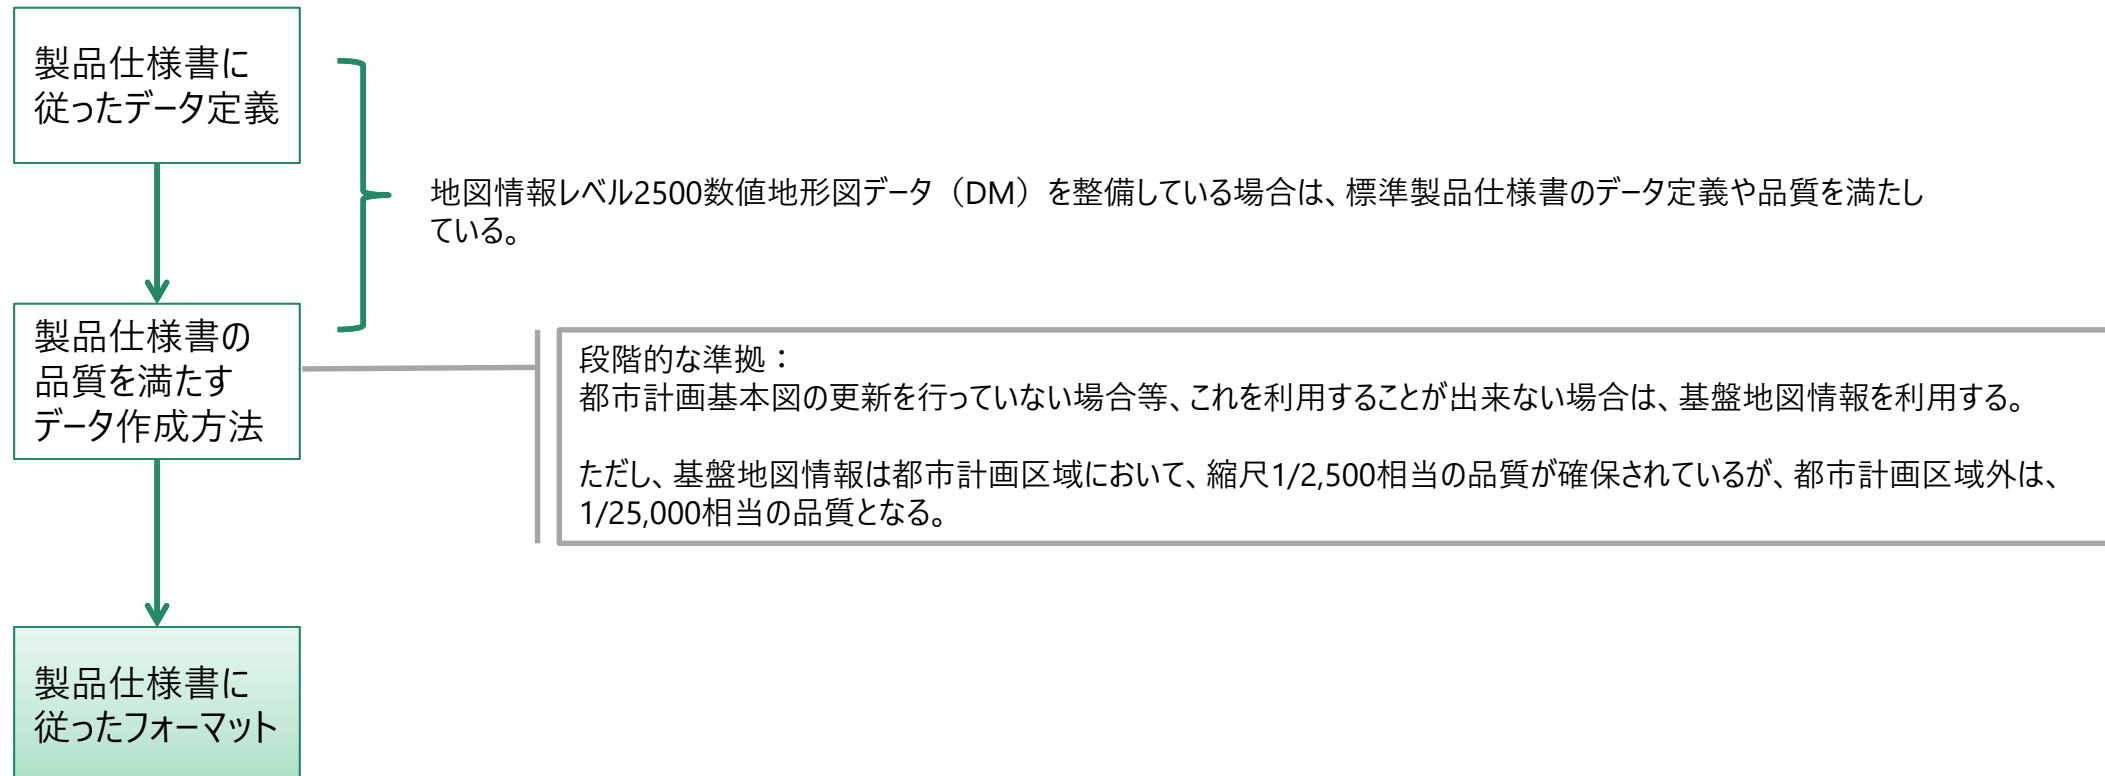 製品仕様書に
従ったデータ定義
地図情報レベル2500数値地形図データ（DM）を整備している場合は、標準製品仕様書のデータ定義や品質を満たし
ている。
製品仕様書の
品質を満たす
データ作成方法
段階的な準拠：
都市計画基本図の更新を行っていない場合等、これを利用することが出来ない場合は、基盤地図情報を利用する。
ただし、基盤地図情報は都市計画区域において、縮尺1/2,500相当の品質が確保されているが、都市計画区域外は、
1/25,000相当の品質となる。
製品仕様書に
従ったフォーマット